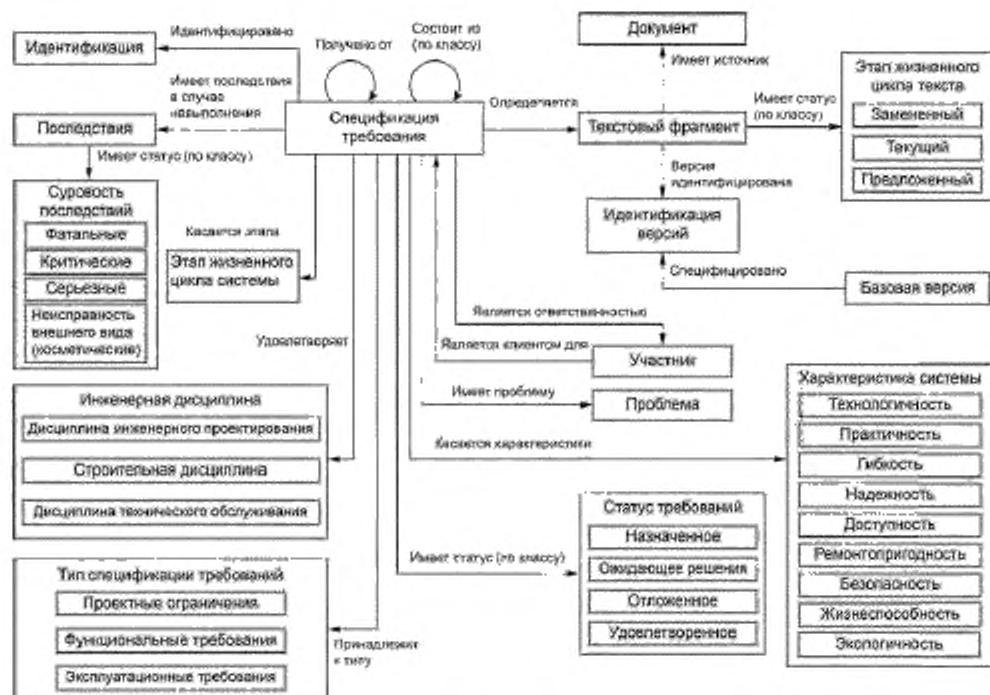 Идентификация
Идентифицировано
Получено от
Состоит из
(по классу)
Документ
Имеет источник
Этап жизненного
цикла текста
Замененный
Текущий
Предложенный
Имеет статус
(по классу)
Имеет последствия
в случае
невыполнения
Последствия
Спецификация
требования
Определяется
Текстовый фрагмент
Имеет статус (по классу)
Версия
идентифицирована
Суровость
последствий
Фатальные
Критические
Серьезные
Неисправность
внешнего вида
(косметические)
Касается этапа
Этап жизненного
цикла системы
Идентификация
версий
Специфицировано
Базовая версия
Является ответственностью
Удовлетворяет
Является клиентом для
Участник
Имеет проблему
Проблема
Касается характеристики
Характеристика системы
Технологичность
Практичность
Гибкость
Надежность
Доступность
Ремонтопригодность
Безопасность
Жизнеспособность
Экологичность
Инженерная дисциплина
Дисциплина инженерного проектирования
Строительная дисциплина
Дисциплина технического обслуживания
Статус требований
Назначенное
Ожидающее решения
Отложенное
Удовлетворенное
Имеет статус (по классу)
Тип спецификации требований
Проектные ограничения
Функциональные требования
Эксплуатационные требования
Принадлежит
к типу